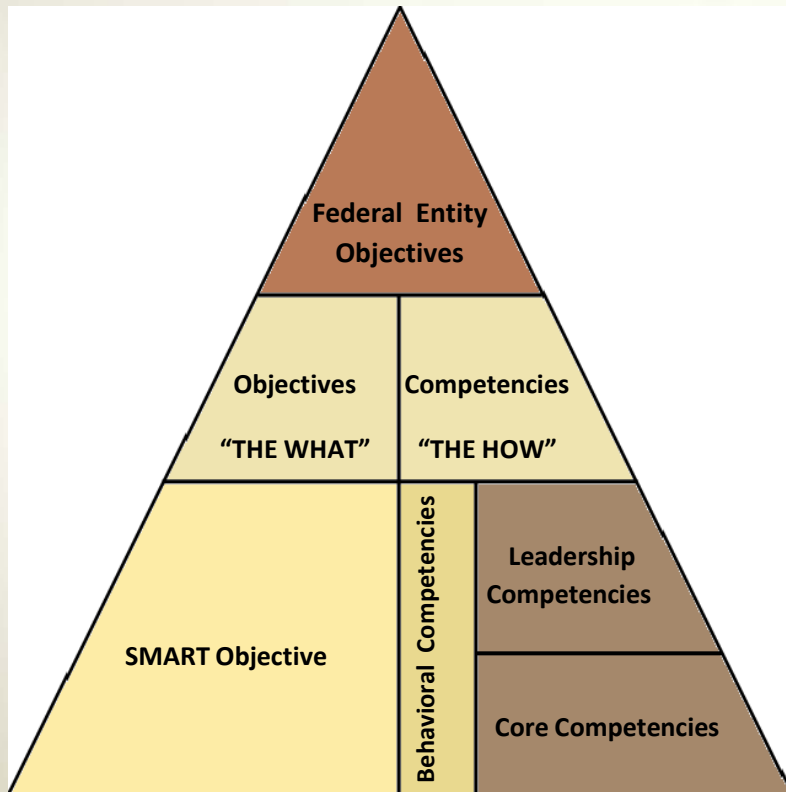 Federal Entity
Objectives
Objectives
“THE WHAT”
Competencies
“THE HOW”
SMART Objective
Behavioral Competencies
Leadership
Competencies
Core Competencies